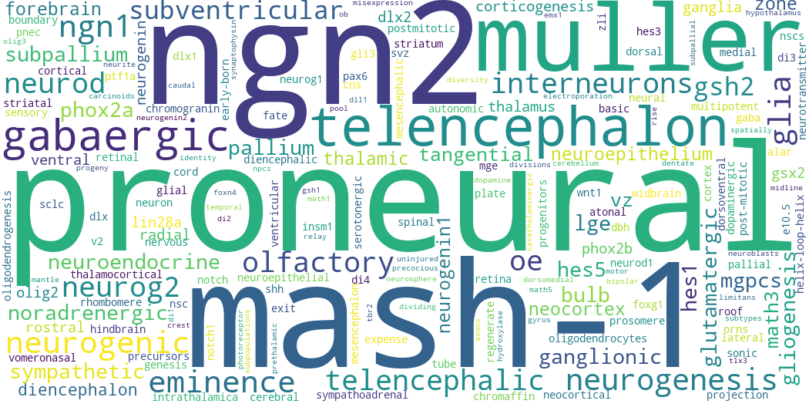 forebrain
subventricular
dlx2
misexpression
ob
corticogenesis
emx1
ganglia
zone
hypothalamus
boundary
pnec
ngn1
ngn2
postmitotic
zli
hes3
muller
nscs
olig3
subpallium
neurogenin
dlx1
synaptophysin
striatum
gli3
svz
dorsal
subpallial
medial
di3
neurod
cortical
neurite
ptf1a
carcinoids
caudal
early-born
neurog1
pax6
cns
dll1
mesencephalic
diversity
interneurons
electroporation
gsh2
glia
neurotransmitter
striatal
phox2a
chromogranin
neurogenin2
fate
pool
autonomic
thalamus
basic
rise
neural
multipotent
gaba
spatially
sensory
gabaergic
pallium
telencephalon
alar
ventral
retinal
identity
diencephalic
thalamic
tangential
neuroepithelium
gsx2
progeny
cord
npcs
mge
divisions
cerebellum
dentate
midline
proneural
oligodendrogenesis
sclc
glial
foxn4
gsh1
math1
dopamine
catecholaminergic
wnt1
vz
midbrain
cortex
dorsoventral
dopaminergic
post-mitotic
dlx
neuron
temporal
ventricular
serotonergic
plate
progenitors
atonal
lge
dbh
e10.5
helix-loop-helix
v2
lin28a
radial
nervous
di2
insm1
relay
spinal
neurogenin1
phox2b
neurod1
motor
glutamatergic
neuroblasts
pallial
neuroendocrine
olfactory
uninjured
precocious
oe
hes5
bipolar
thalamocortical
notch
neuroepithelial
neurosphere
retina
dorsomedial
math5
hes1
mgpcs
limitans
olig2
neurog2
nsc
shh
di4
tbr2
bulb
foxg1
roof
subtypes
math3
gliogenesis
noradrenergic
rhombomere
di1
exit
mash-1
dividing
neocortex
prns
rostral
hindbrain
notch1
photoreceptor
subpopulations
prethalamic
mesencephalon
regenerate
gyrus
prosomere
lateral
neurogenic
crest
expense
axons
hydroxylase
oligodendrocytes
sonic
tlx3
vomeronasal
precursors
genesis
tube
ganglionic
sympathetic
eminence
telencephalic
neurogenesis
diencephalon
intrathalamica
cerebral
sympathoadrenal
chromaffin
neocortical
projection